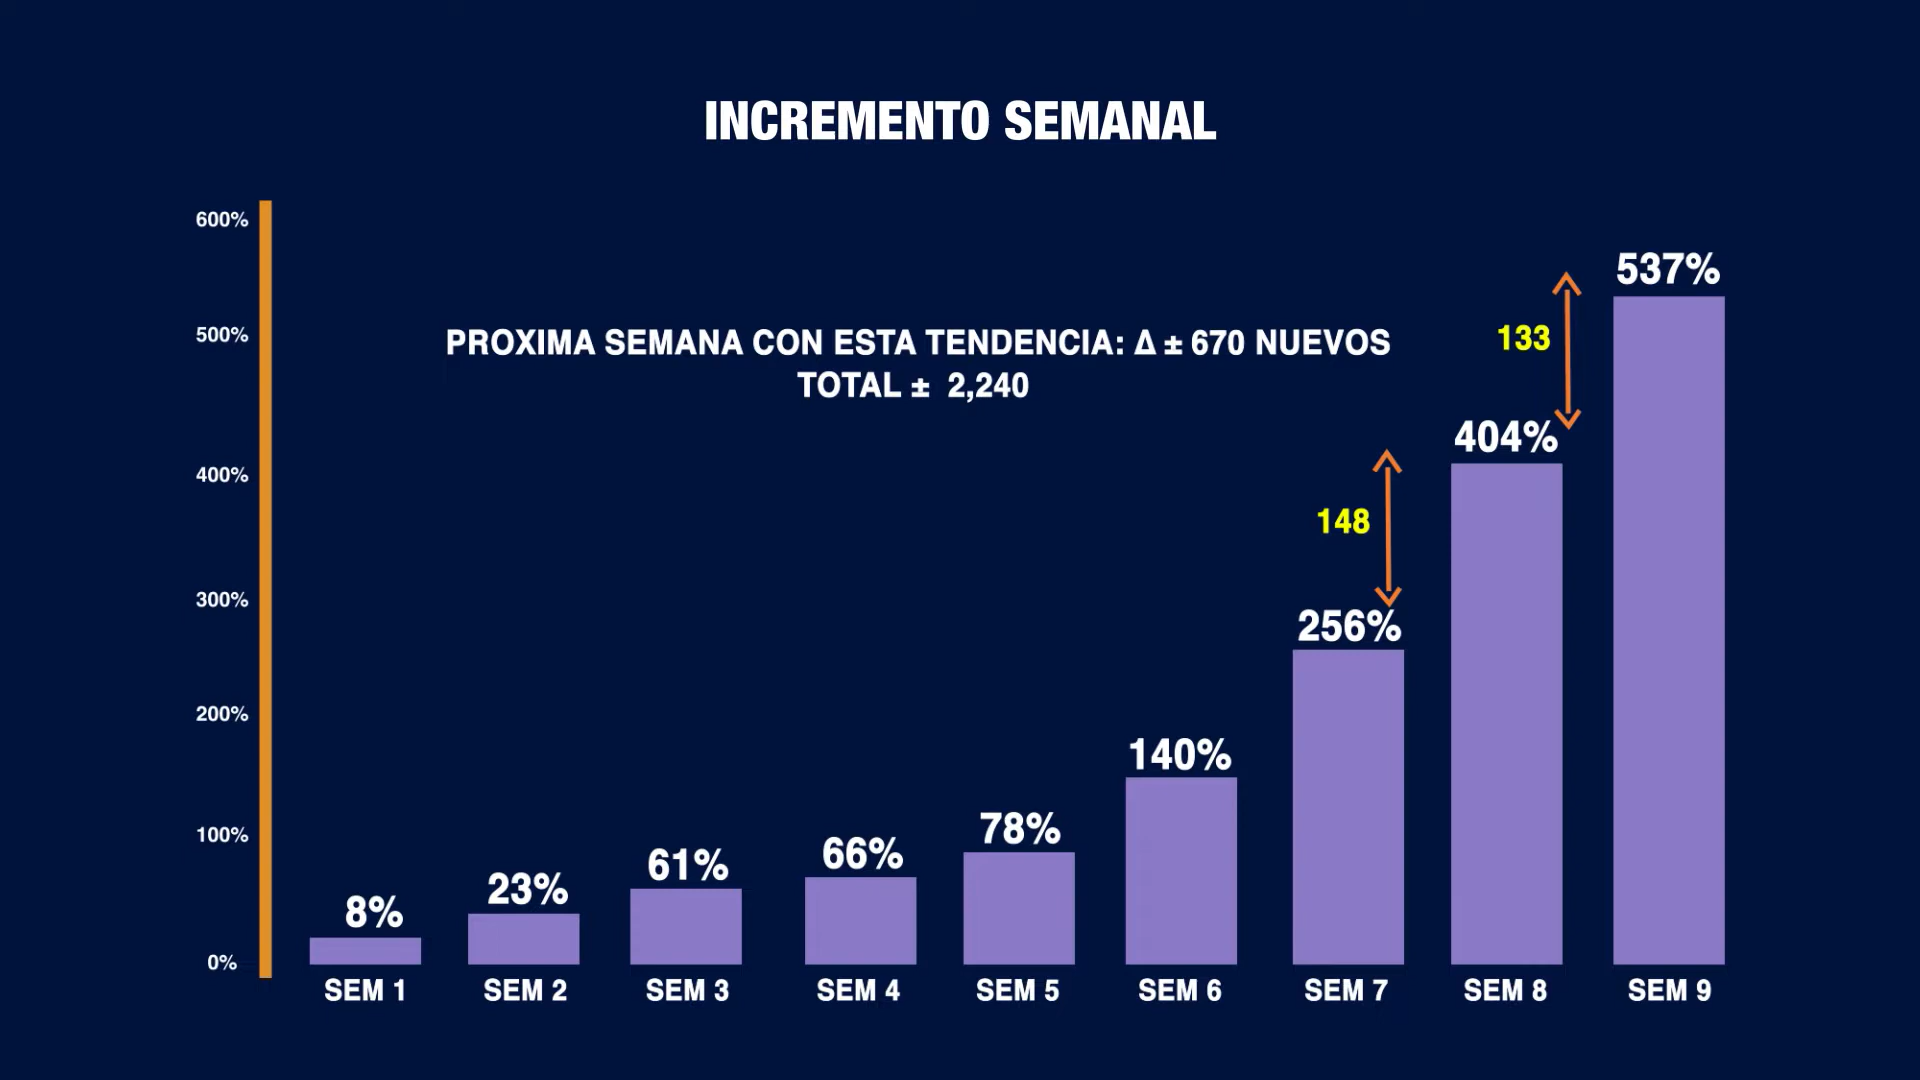 INCREMENTO SEMANAL
600%
500%
400%
300%
200%
100%
0%
PROXIMA SEMANA CON ESTA TENDENCIA: Δ ± 670 NUEVOS
TOTAL ± 2,240
8%
23%
61%
66%
78%
140%
256%
148
404%
133
537%
SEM 1
SEM 2
SEM 3
SEM 4
SEM 5
SEM 6
SEM 7
SEM 8
SEM 9